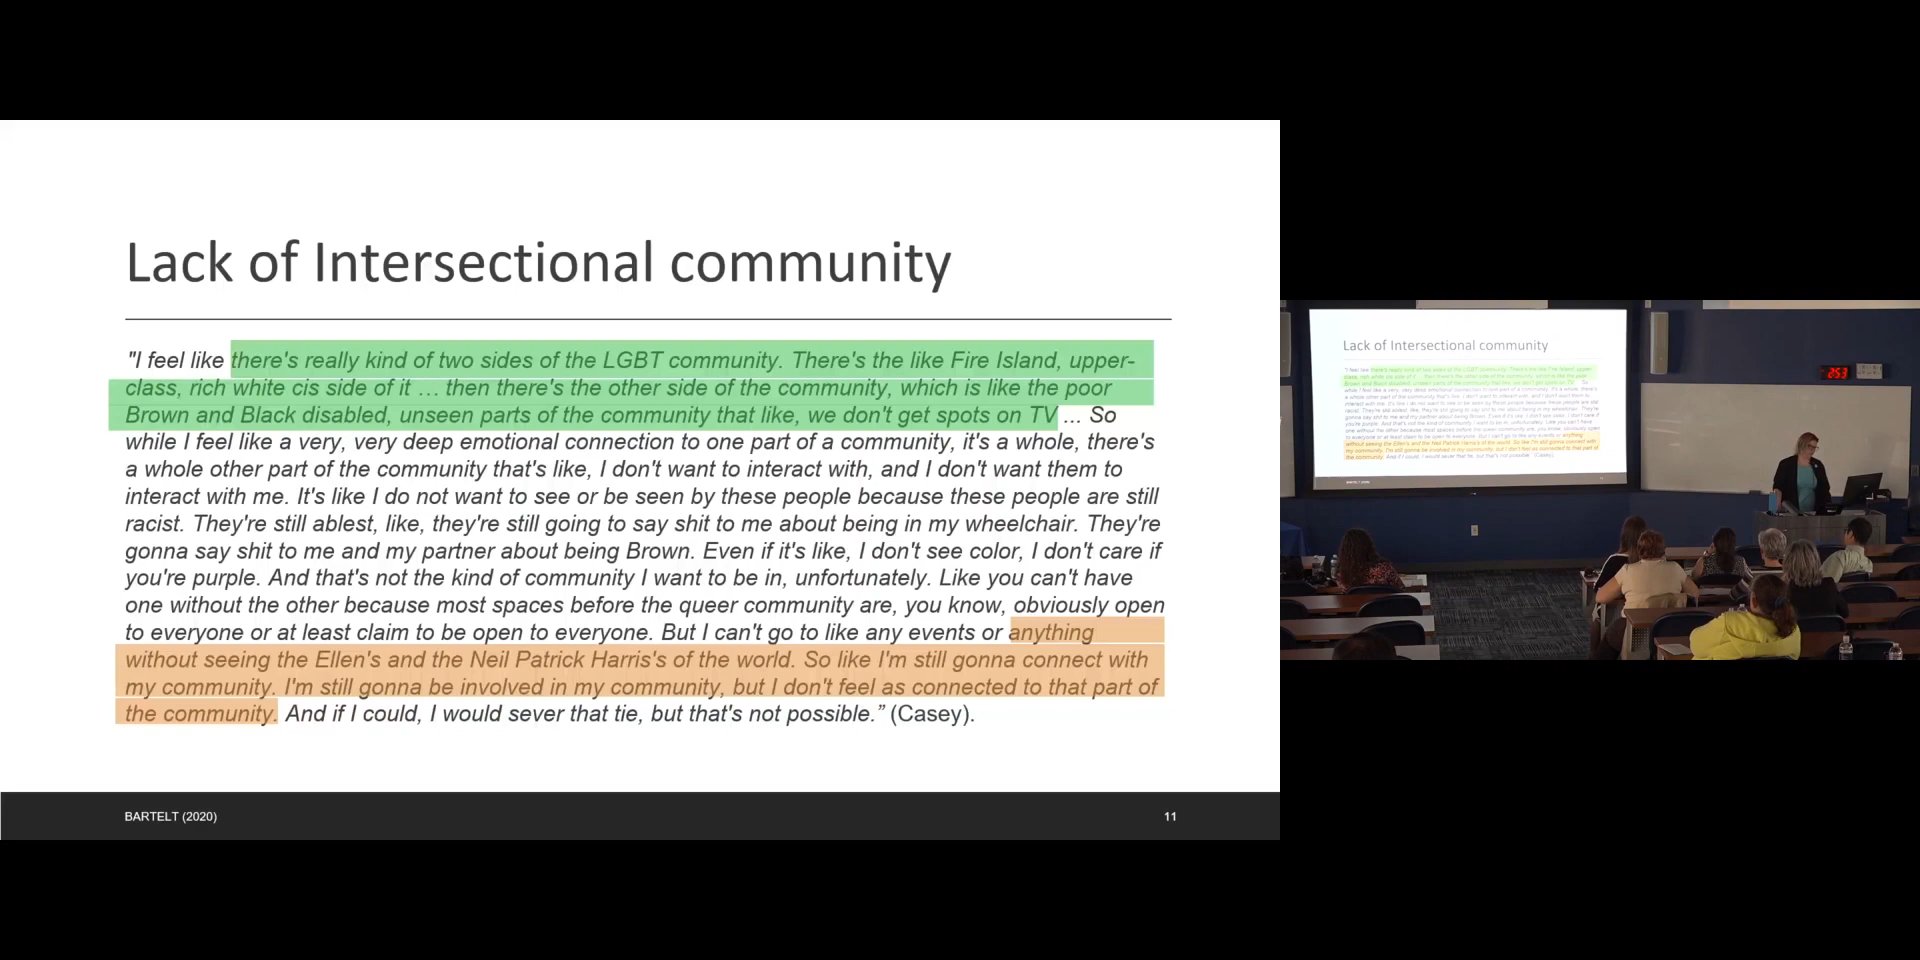 Lack of Intersectional community
"I feel like there's really kind of two sides of the LGBT community. There's the like Fire Island, upper-
class, rich white cis side of it … then there's the other side of the community, which is like the poor
Brown and Black disabled, unseen parts of the community that like, we don't get spots on TV ... So
while I feel like a very, very deep emotional connection to one part of a community, it's a whole, there's
a whole other part of the community that's like, I don't want to interact with, and I don't want them to
interact with me. It's like I do not want to see or be seen by these people because these people are still
racist. They're still ablest, like, they're still going to say shit to me about being in my wheelchair. They're
gonna say shit to me and my partner about being Brown. Even if it's like, I don't see color, I don't care if
you're purple. And that's not the kind of community I want to be in, unfortunately. Like you can't have
one without the other because most spaces before the queer community are, you know, obviously open
to everyone or at least claim to be open to everyone. But I can't go to like any events or anything
without seeing the Ellen's and the Neil Patrick Harris's of the world. So like I'm still gonna connect with
my community. I'm still gonna be involved in my community, but I don't feel as connected to that part of
the community. And if I could, I would sever that tie, but that's not possible.” (Casey).
BARTELT (2020)
11
Lack of Intersectional community
2:53